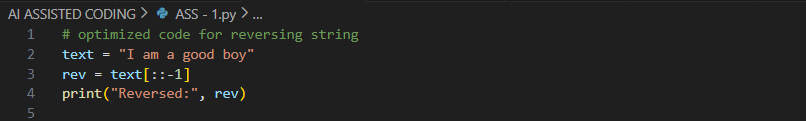 AI ASSISTED CODING > ASS - 1.py > ...
1 # optimized code for reversing string
2 text = "I am a good boy"
3 rev = text[::-1]
4 print("Reversed:", rev)
5